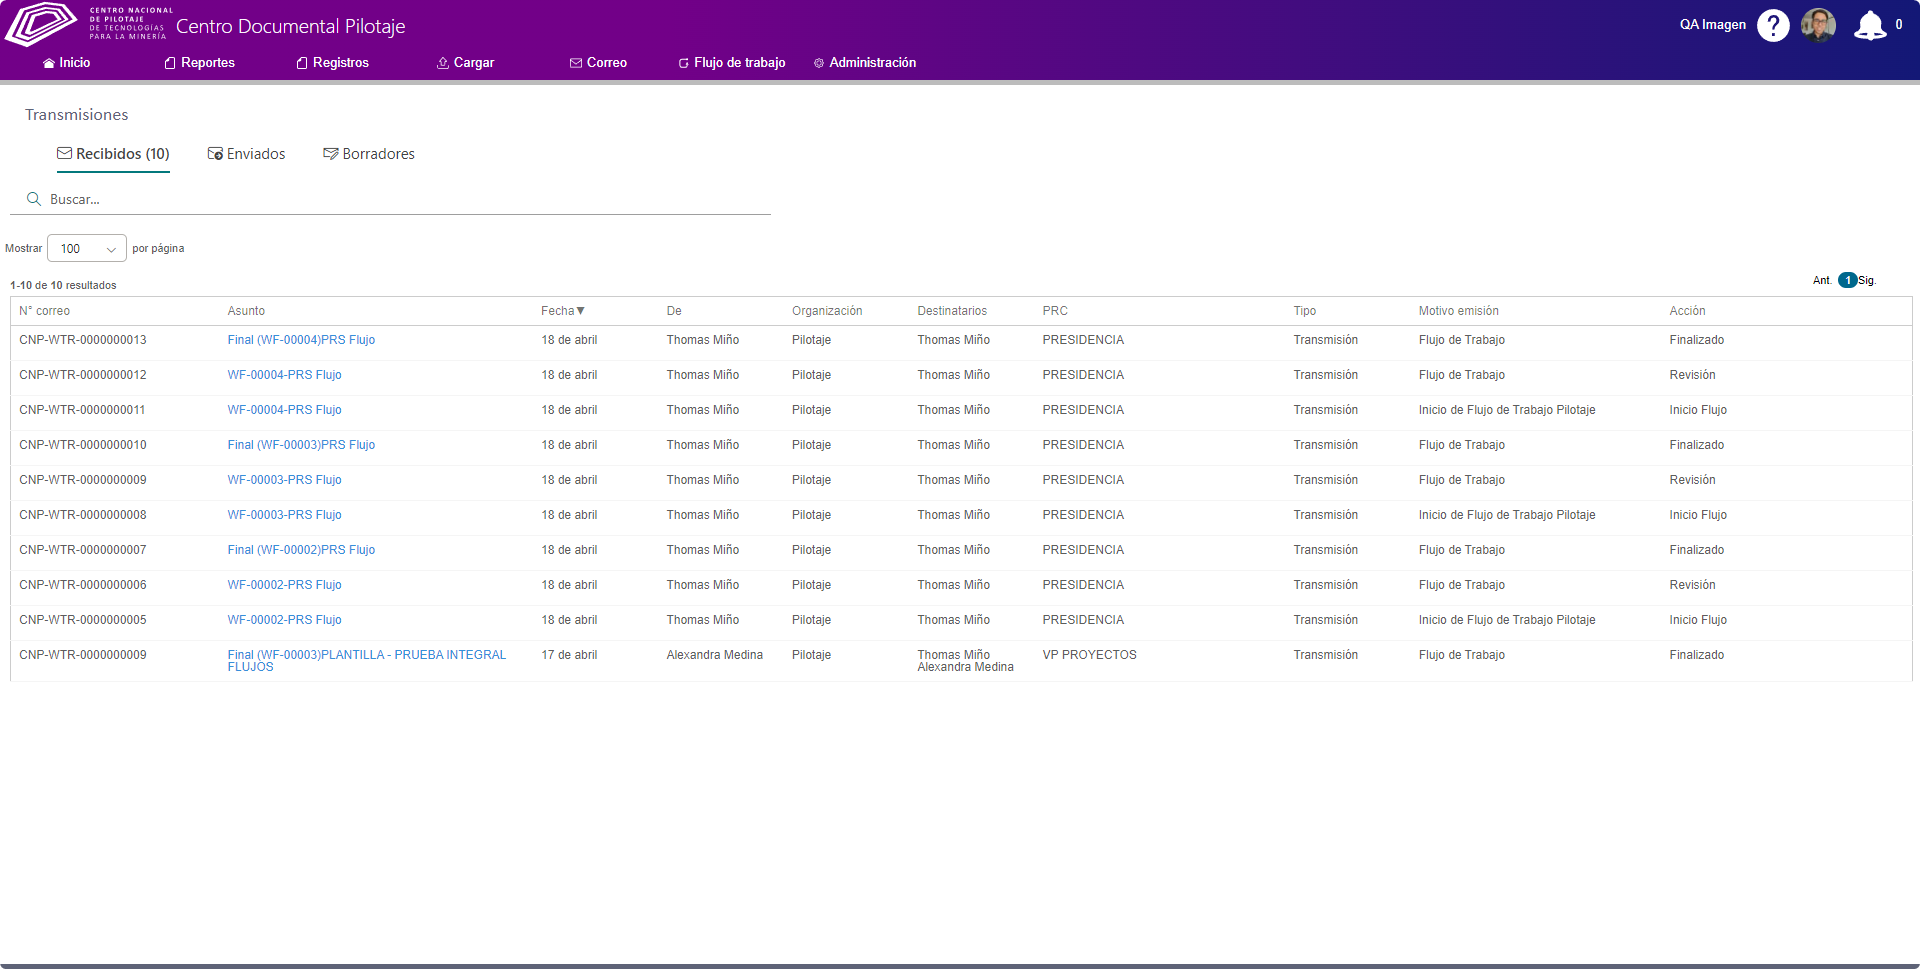 CENTRO NACIONAL
DE PILOTAJE
DE TECNOLOGÍAS
PARA LA MINERÍA
Centro Documental Pilotaje
QA Imagen ? 0
Inicio Reportes Registros Cargar Correo Flujo de trabajo Administración
Transmisiones
Recibidos (10) Enviados Borradores
Buscar...
Mostrar 100 por página
1-10 de 10 resultados
Ant. 1 Sig.
N° correo Asunto Fecha▼ De Organización Destinatarios PRC Tipo Motivo emisión Acción
CNP-WTR-0000000013 Final (WF-00004)PRS Flujo 18 de abril Thomas Miño Pilotaje Thomas Miño PRESIDENCIA Transmisión Flujo de Trabajo Finalizado
CNP-WTR-0000000012 WF-00004-PRS Flujo 18 de abril Thomas Miño Pilotaje Thomas Miño PRESIDENCIA Transmisión Flujo de Trabajo Revisión
CNP-WTR-0000000011 WF-00004-PRS Flujo 18 de abril Thomas Miño Pilotaje Thomas Miño PRESIDENCIA Transmisión Inicio de Flujo de Trabajo Pilotaje Inicio Flujo
CNP-WTR-0000000010 Final (WF-00003)PRS Flujo 18 de abril Thomas Miño Pilotaje Thomas Miño PRESIDENCIA Transmisión Flujo de Trabajo Finalizado
CNP-WTR-0000000009 WF-00003-PRS Flujo 18 de abril Thomas Miño Pilotaje Thomas Miño PRESIDENCIA Transmisión Flujo de Trabajo Revisión
CNP-WTR-0000000008 WF-00003-PRS Flujo 18 de abril Thomas Miño Pilotaje Thomas Miño PRESIDENCIA Transmisión Inicio de Flujo de Trabajo Pilotaje Inicio Flujo
CNP-WTR-0000000007 Final (WF-00002)PRS Flujo 18 de abril Thomas Miño Pilotaje Thomas Miño PRESIDENCIA Transmisión Flujo de Trabajo Finalizado
CNP-WTR-0000000006 WF-00002-PRS Flujo 18 de abril Thomas Miño Pilotaje Thomas Miño PRESIDENCIA Transmisión Flujo de Trabajo Revisión
CNP-WTR-0000000005 WF-00002-PRS Flujo 18 de abril Thomas Miño Pilotaje Thomas Miño PRESIDENCIA Transmisión Inicio de Flujo de Trabajo Pilotaje Inicio Flujo
CNP-WTR-0000000009 Final (WF-00003)PLANTILLA - PRUEBA INTEGRAL 17 de abril Alexandra Medina Pilotaje Thomas Miño VP PROYECTOS Transmisión Flujo de Trabajo Finalizado
FLUJOS Alexandra Medina